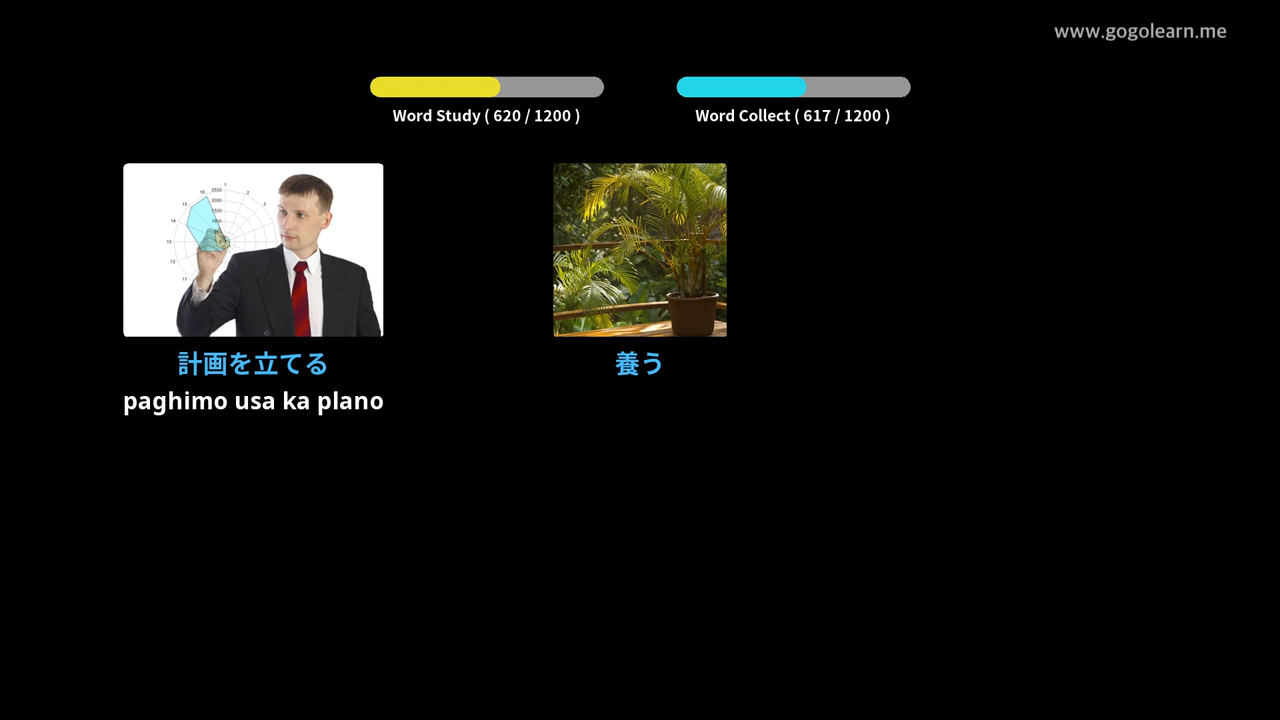 www.gogolearn.me
Word Study ( 620 / 1200 )
Word Collect ( 617 / 1200 )
計画を立てる
養う
paghimo usa ka plano